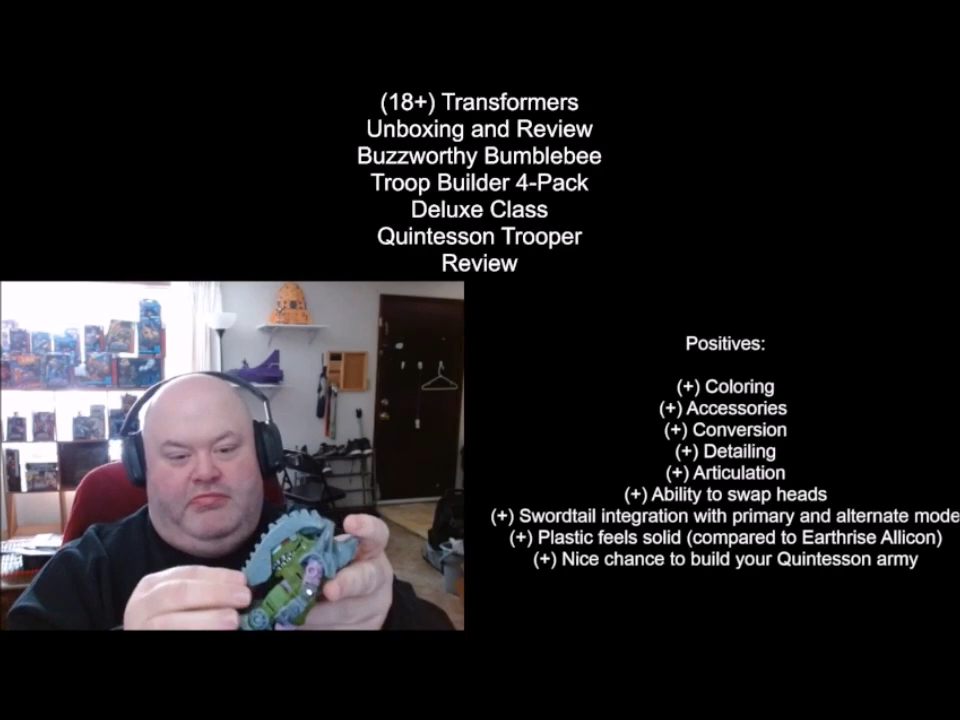 (18+) Transformers
Unboxing and Review
Buzzworthy Bumblebee
Troop Builder 4-Pack
Deluxe Class
Quintesson Trooper
Review
Positives:
(+) Coloring
(+) Accessories
(+) Conversion
(+) Detailing
(+) Articulation
(+) Ability to swap heads
(+) Swordtail integration with primary and alternate mode
(+) Plastic feels solid (compared to Earthrise Allicon)
(+) Nice chance to build your Quintesson army